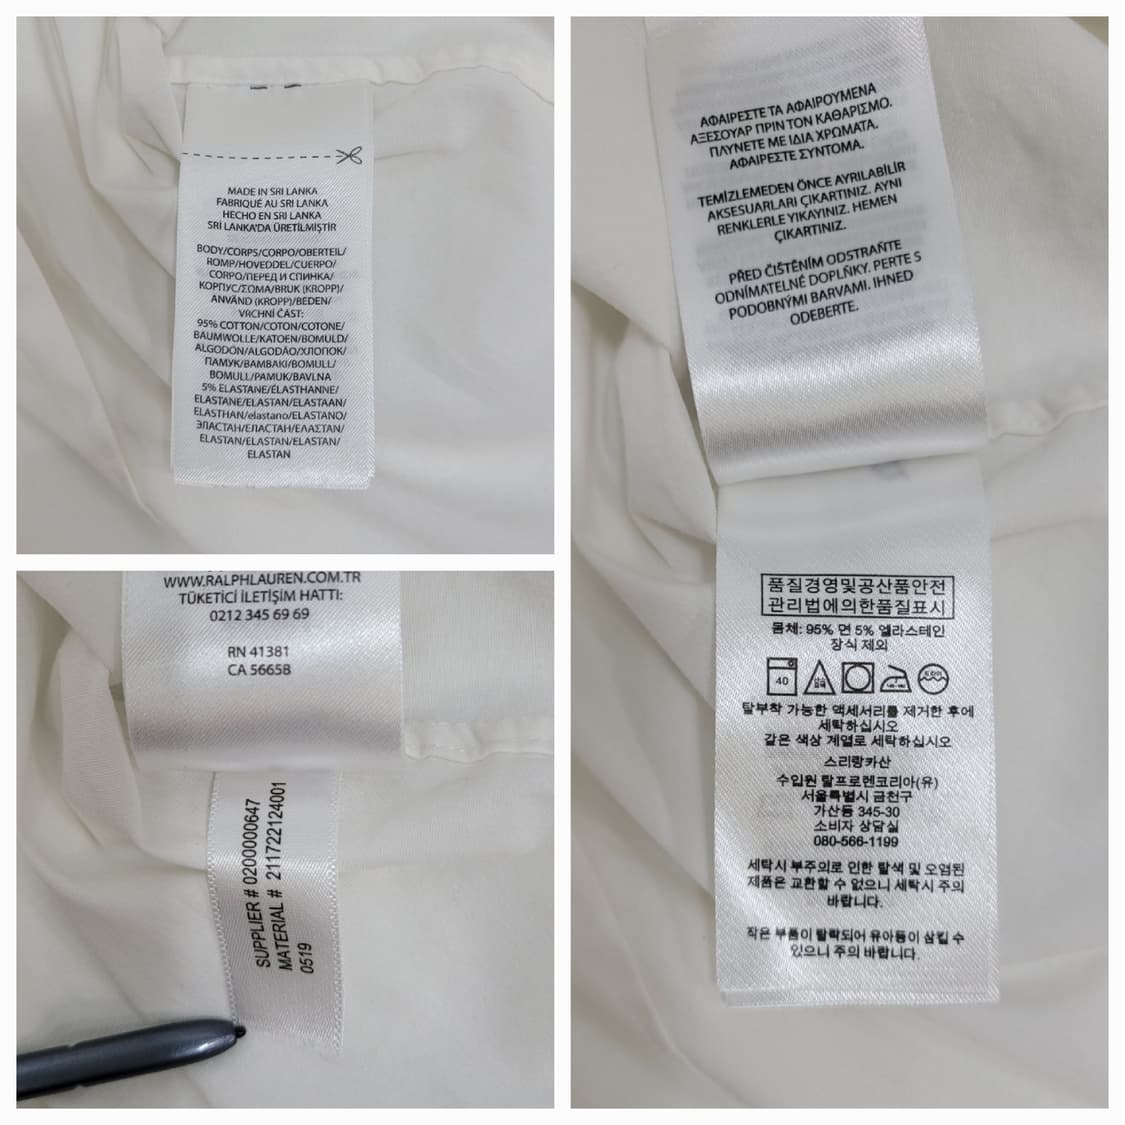 MADE IN SRI LANKA
FABRIQUÉ AU SRI LANKA
HECHO EN SRI LANKA
SRİ LANKA'DA ÜRETİLMİŞTİR
BODY/CORPS/CORPO/OBERTEIL/
ROMP/HOVEDDEL/CUERPO/
CORPO/ПЕРЕД И СПИНКА/
КОРПУС/ΣΩΜΑ/BRUK (KROPP)/
ANVÄND (KROPP)/BEDEN/
VRCHNÍ ČÁST:
95% COTTON/COTON/COTONE/
BAUMWOLLE/KATOEN/BOMULD/
ALGODÓN/ALGODÃO/ХЛОПОК/
ПАМУК/ΒΑΜΒΑΚΙ/BOMULL/
BOMULL/PAMUK/BAVLNA
5% ELASTANE/ÉLASTHANNE/
ELASTANE/ELASTAN/ELASTAAN/
ELASTHAN/elastano/ELASTANO/
ЭЛАСТАН/ЕЛАСТАН/ΕΛΑΣΤΑΝ/
ELASTAN/ELASTAN/ELASTAN/
ELASTAN
WWW.RALPHLAUREN.COM.TR
TÜKETİCİ İLETİŞİM HATTI:
0212 345 69 69
RN 41381
CA 56658
SUPPLIER # 0200000647
MATERIAL # 211722124001
0519
ΑΦΑΙΡΕΣΤΕ ΤΑ ΑΦΑΙΡΟΥΜΕΝΑ
ΑΞΕΣΟΥΑΡ ΠΡΙΝ ΤΟΝ ΚΑΘΑΡΙΣΜΟ.
ΠΛΥΝΕΤΕ ΜΕ ΙΔΙΑ ΧΡΩΜΑΤΑ.
ΑΦΑΙΡΕΣΤΕ ΣΥΝΤΟΜΑ.
TEMİZLEMEDEN ÖNCE AYRILABİLİR
AKSESUARLARI ÇIKARTINIZ. AYNI
RENKLERLE YIKAYINIZ. HEMEN
ÇIKARTINIZ.
PŘED ČIŠTĚNÍM ODSTRAŇTE
ODNÍMATELNÉ DOPLŇKY. PERTE S
PODOBNÝMI BARVAMI. IHNED
ODEBERTE.
품질경영및공산품안전
관리법에의한품질표시
몸체: 95% 면 5% 엘라스테인
장식 제외
40
탈부착 가능한 액세서리를 제거한 후에
세탁하십시오
같은 색상 계열로 세탁하십시오
스리랑카산
수입원 랄프로렌코리아(유)
서울특별시 금천구
가산동 345-30
소비자 상담실
080-566-1199
세탁시 부주의로 인한 탈색 및 오염된
제품은 교환할 수 없으니 세탁시 주의
바랍니다.
작은 부품이 탈락되어 유아등이 삼킬 수
있으니 주의 바랍니다.